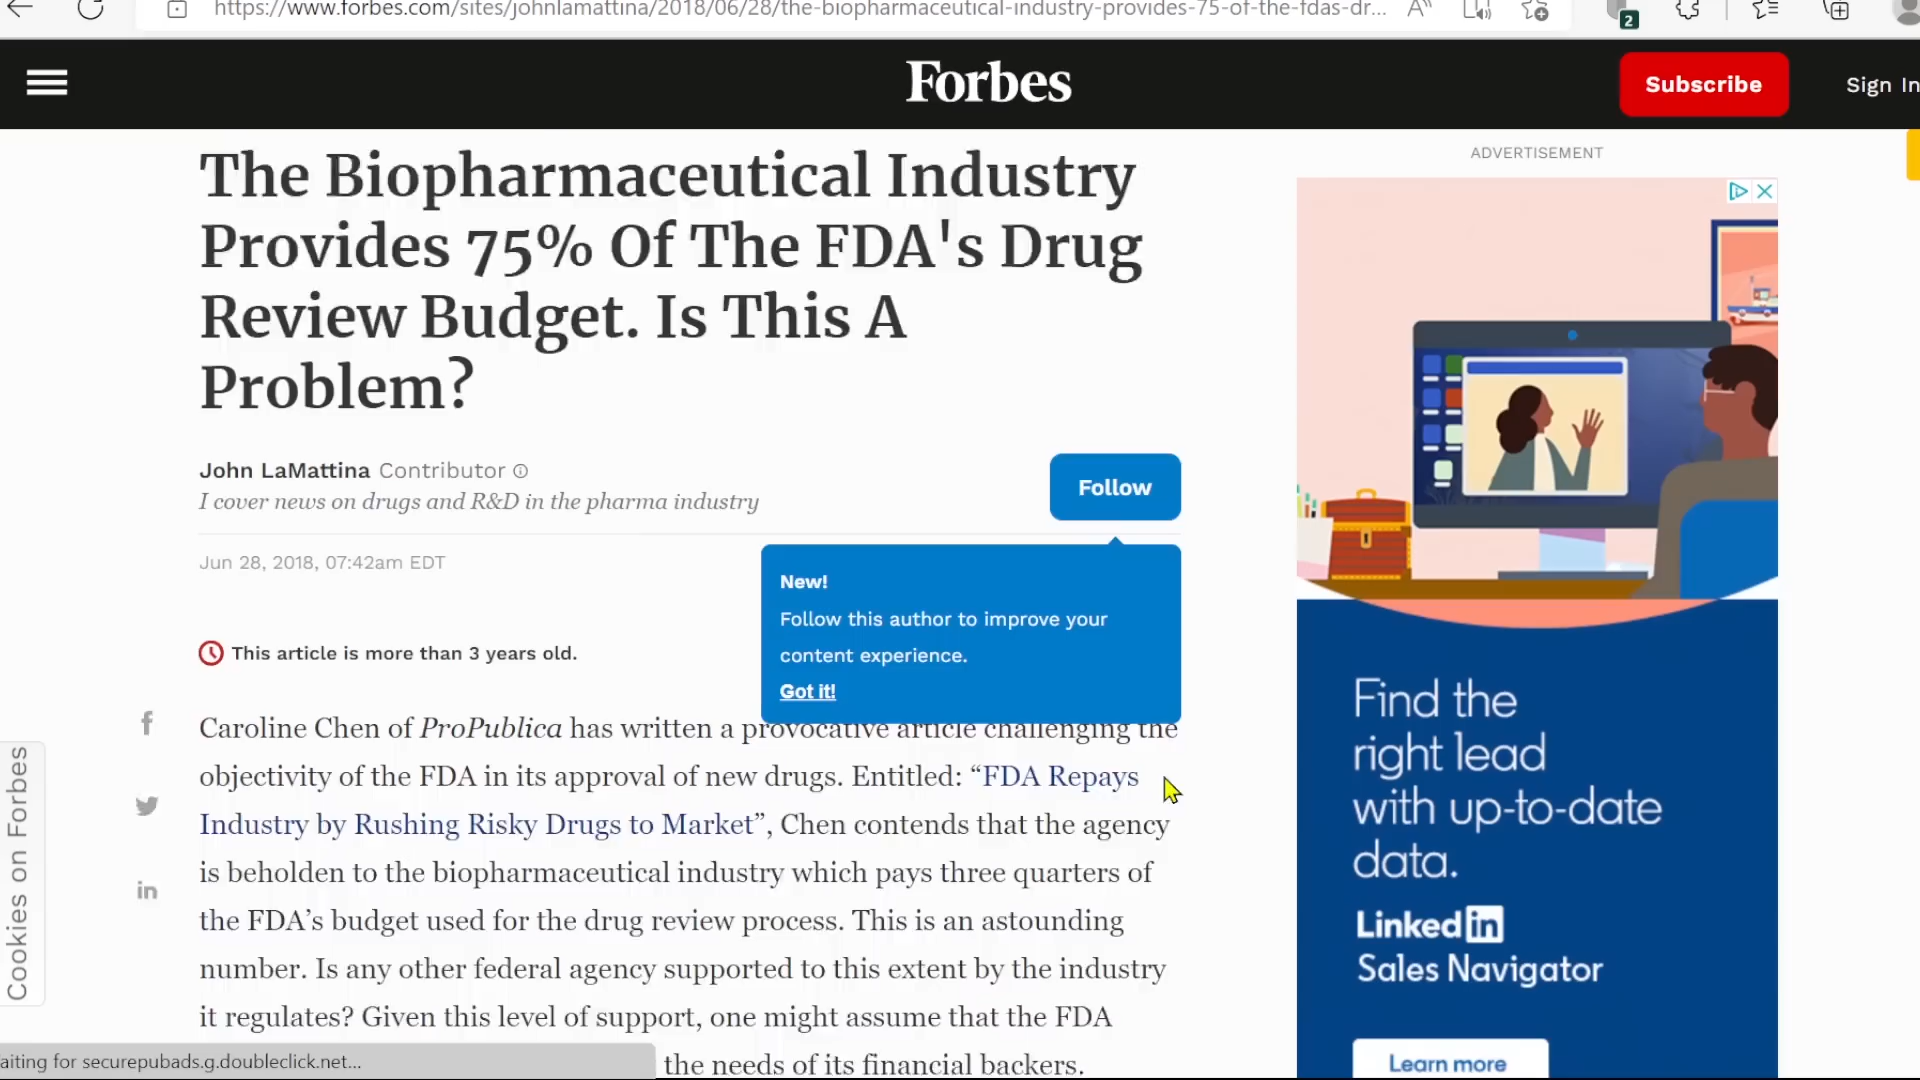 https://www.forbes.com/sites/johnlamattina/2018/06/28/the-biopharmaceutical-industry-provides-75-of-the-fdas-dr...
2
Forbes
Subscribe
Sign In
The Biopharmaceutical Industry
Provides 75% Of The FDA's Drug
Review Budget. Is This A
Problem?
John LaMattina Contributor
I cover news on drugs and R&D in the pharma industry
Follow
Jun 28, 2018, 07:42am EDT
New!
Follow this author to improve your
content experience.
Got it!
This article is more than 3 years old.
Caroline Chen of ProPublica has written a provocative article challenging the
objectivity of the FDA in its approval of new drugs. Entitled: “FDA Repays
Industry by Rushing Risky Drugs to Market”, Chen contends that the agency
is beholden to the biopharmaceutical industry which pays three quarters of
the FDA’s budget used for the drug review process. This is an astounding
number. Is any other federal agency supported to this extent by the industry
it regulates? Given this level of support, one might assume that the FDA
the needs of its financial backers.
Cookies on Forbes
aiting for securepubads.g.doubleclick.net...
ADVERTISEMENT
Find the
right lead
with up-to-date
data.
LinkedIn
Sales Navigator
Learn more